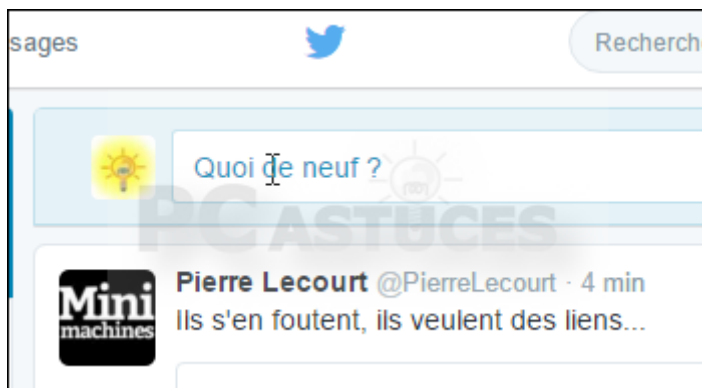 sages
Recherch
Quoi de neuf ?
PC ASTUCES
Mini
machines
Pierre Lecourt @PierreLecourt · 4 min
Ils s'en foutent, ils veulent des liens...